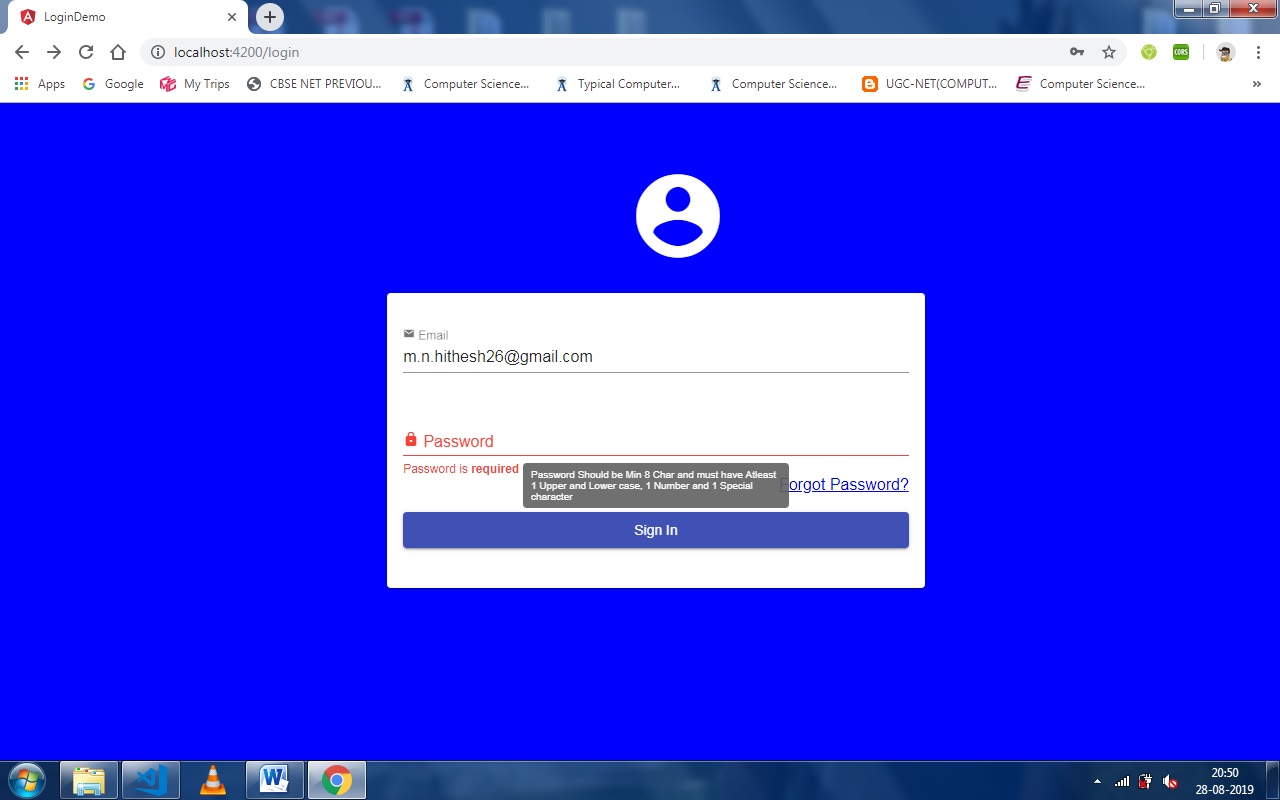 LoginDemo
localhost:4200/login
CORS
Apps
Google
My Trips
CBSE NET PREVIOU...
Computer Science...
Typical Computer...
Computer Science...
UGC-NET(COMPUT...
Computer Science...
Email
m.n.hithesh26@gmail.com
Password
Password is required
Password Should be Min 8 Char and must have Atleast
1 Upper and Lower case, 1 Number and 1 Special
character
Forgot Password?
Sign In
20:50
28-08-2019